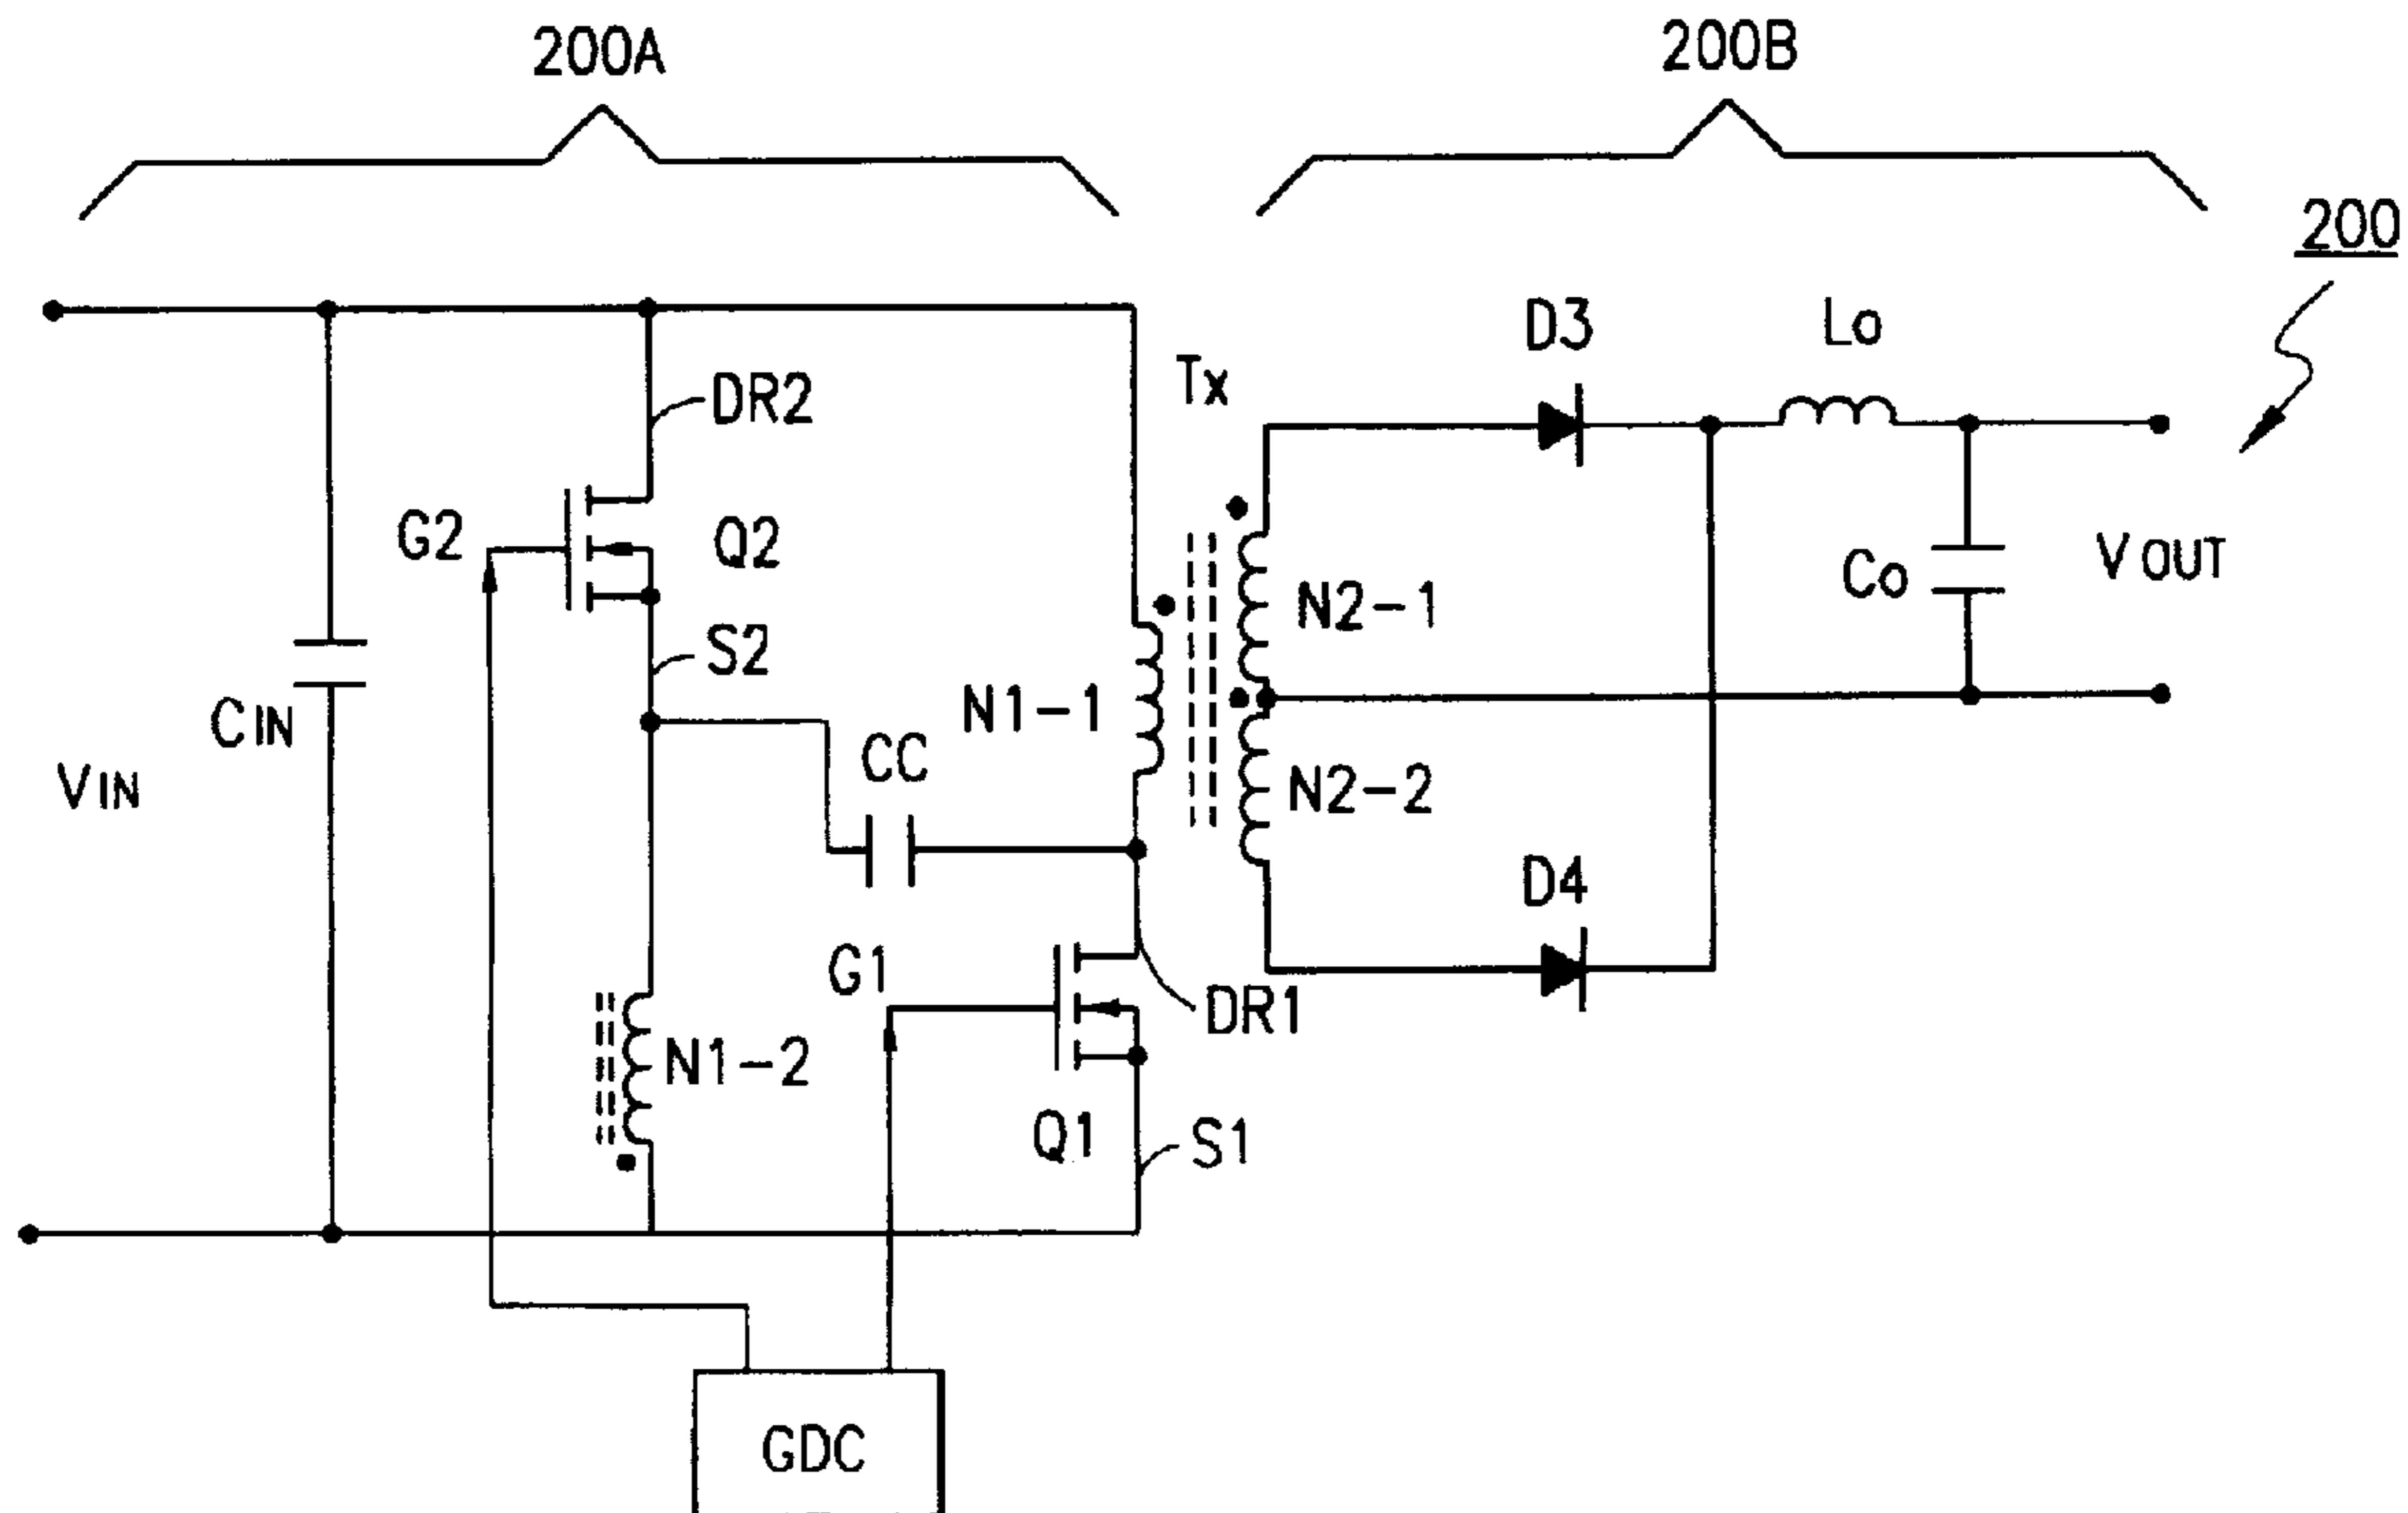 200A
200B
200
D3
Lo
Tx
DR2
G2
Q2
VOUT
Co
N2-1
S2
N1-1
CIN
CC
VIN
N2-2
D4
G1
DR1
N1-2
Q1
S1
GDC